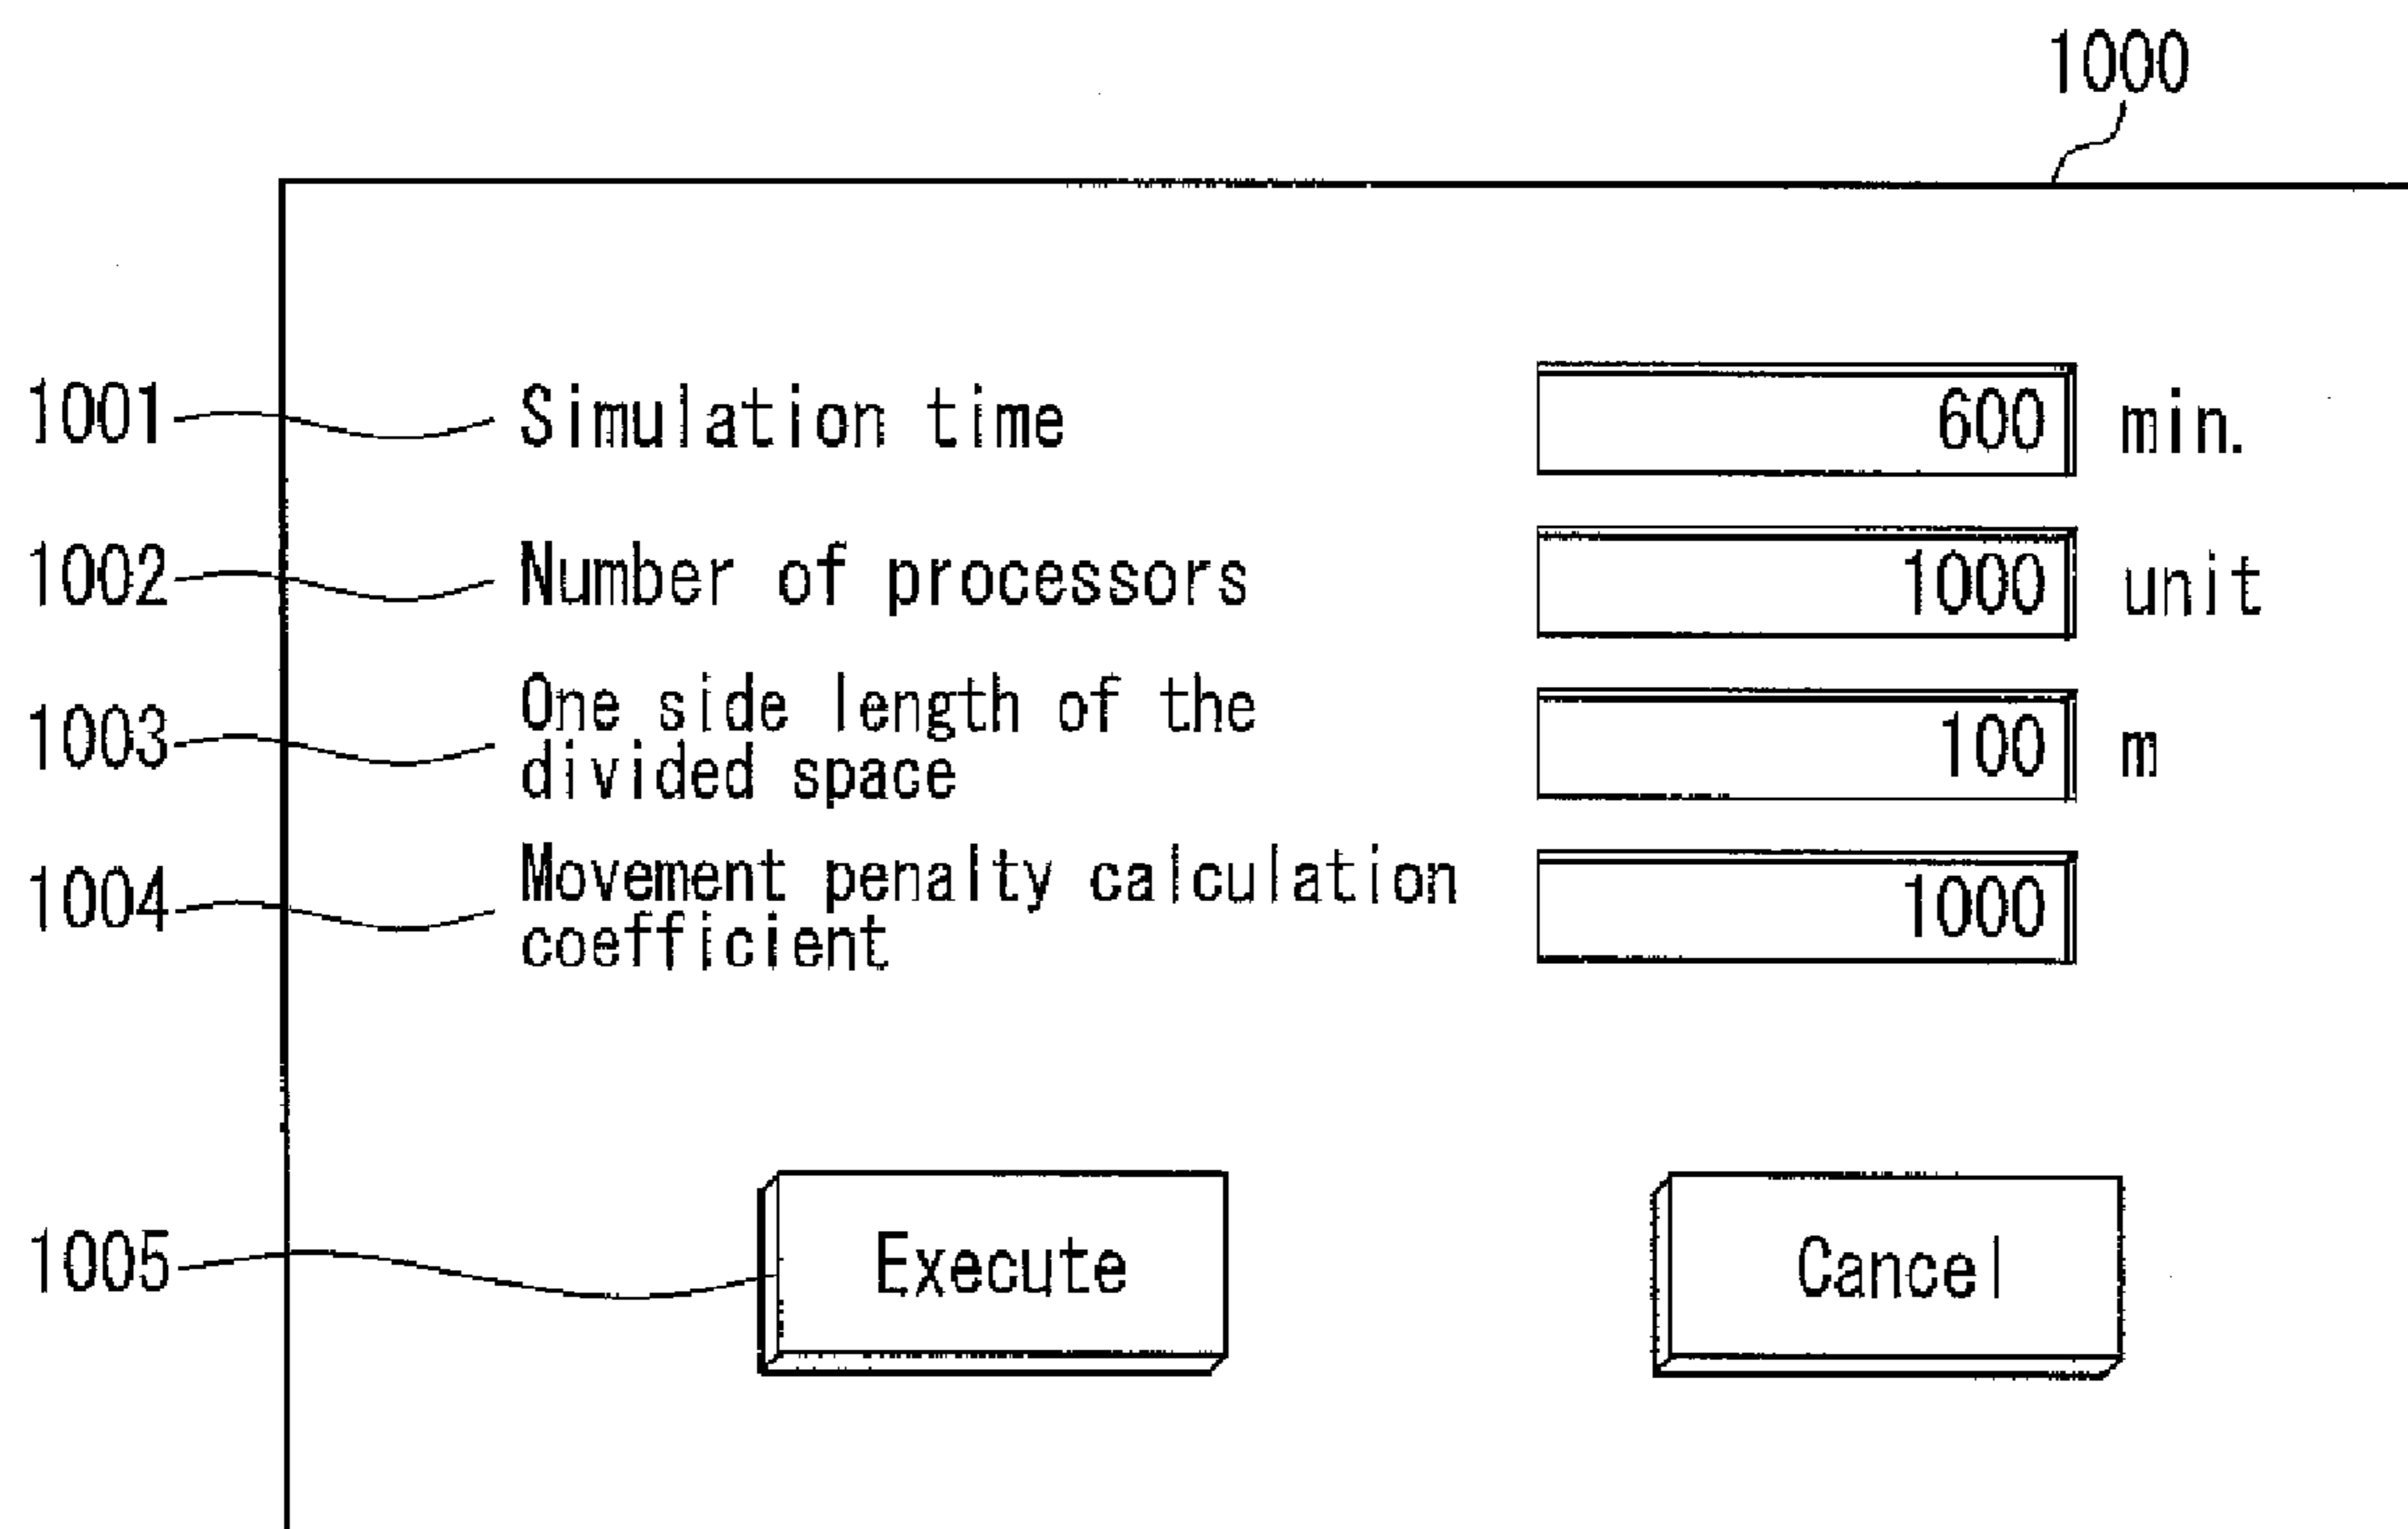 1000
1001 Simulation time 600 min.
1002 Number of processors 1000 unit
1003 One side length of the
divided space 100 m
1004 Movement penalty calculation
coefficient 1000
1005 Execute Cancel